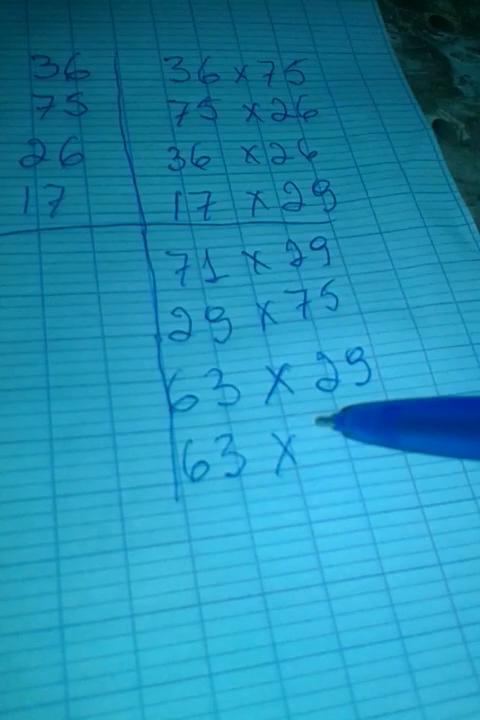 36 36 x 75
75 75 x 26
26 36 x 26
17 17 x 29
71 x 29
29 x 75
63 x 29
63 x